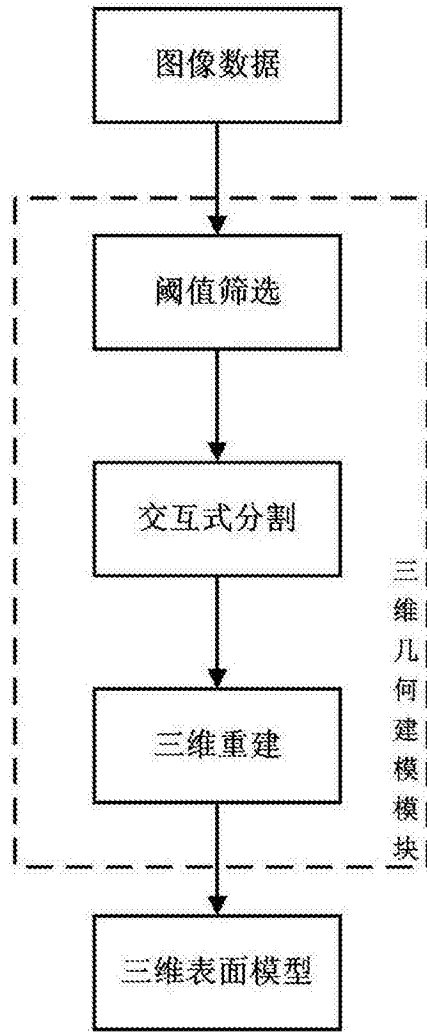 图像数据
阈值筛选
交互式分割
三维几何建模模块
三维重建
三维表面模型